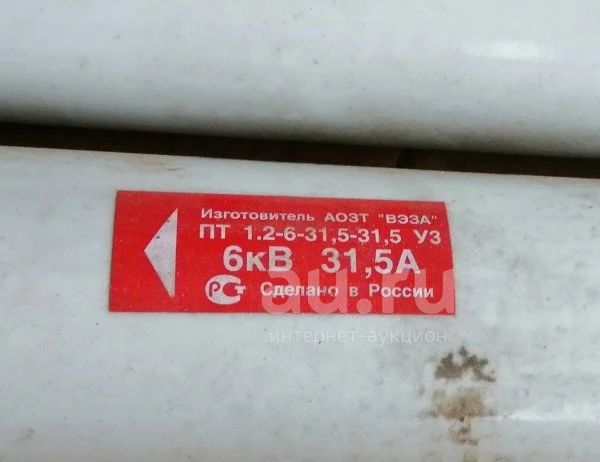 Изготовитель АОЗТ "ВЭЗА"
ПТ 1.2-6-31,5-31,5 У3
6кВ 31,5А
РСТ Сделано в России
au.ru
интернет-аукцион